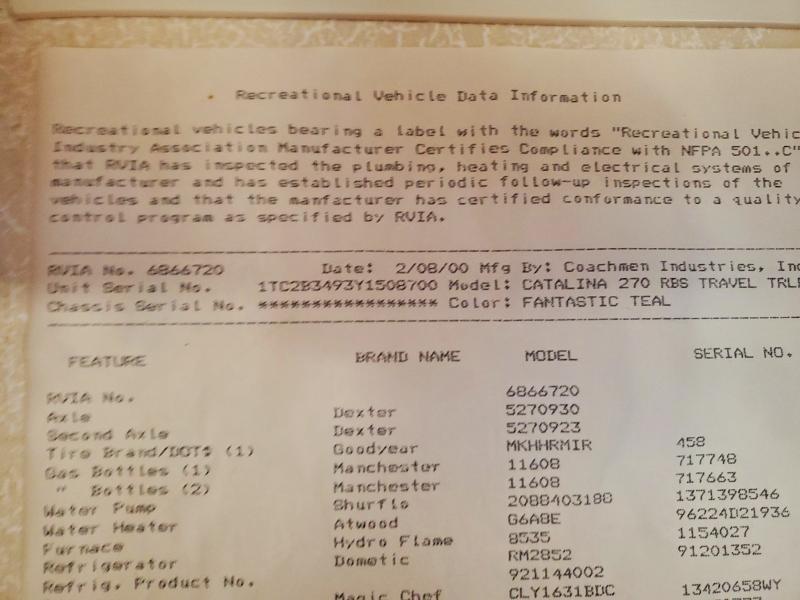 Recreational Vehicle Data Information
Recreational vehicles bearing a label with the words "Recreational Vehic
Industry Association Manufacturer Certifies Compliance with NFPA 501..C"
that RVIA has inspected the plumbing, heating and electrical systems of
manufacturer and has established periodic follow-up inspections of the
vehicles and that the manfacturer has certified conformance to a quality
control program as specified by RVIA.
RVIA No. 6866720 Date: 2/08/00 Mfg By: Coachmen Industries, Inc
Unit Serial No. 1TC2B3493Y1508700 Model: CATALINA 270 RBS TRAVEL TRLR
Chassis Serial No. ***************** Color: FANTASTIC TEAL
FEATURE BRAND NAME MODEL SERIAL NO.
RVIA No. 6866720
Axle Dexter 5270930
Second Axle Dexter 5270923
Tire Brand/DOT$ (1) Goodyear MKHHRMIR 458
Gas Bottles (1) Manchester 11608 717748
" Bottles (2) Manchester 11608 717663
Water Pump Shurflo 2088403188 1371398546
Water Heater Atwood G6A8E 96224D21936
Furnace Hydro Flame 8535 1154027
Refrigerator Dometic RM2852 91201352
Refrig. Product No. 921144002
Magic Chef CLY1631BDC 13420658WY